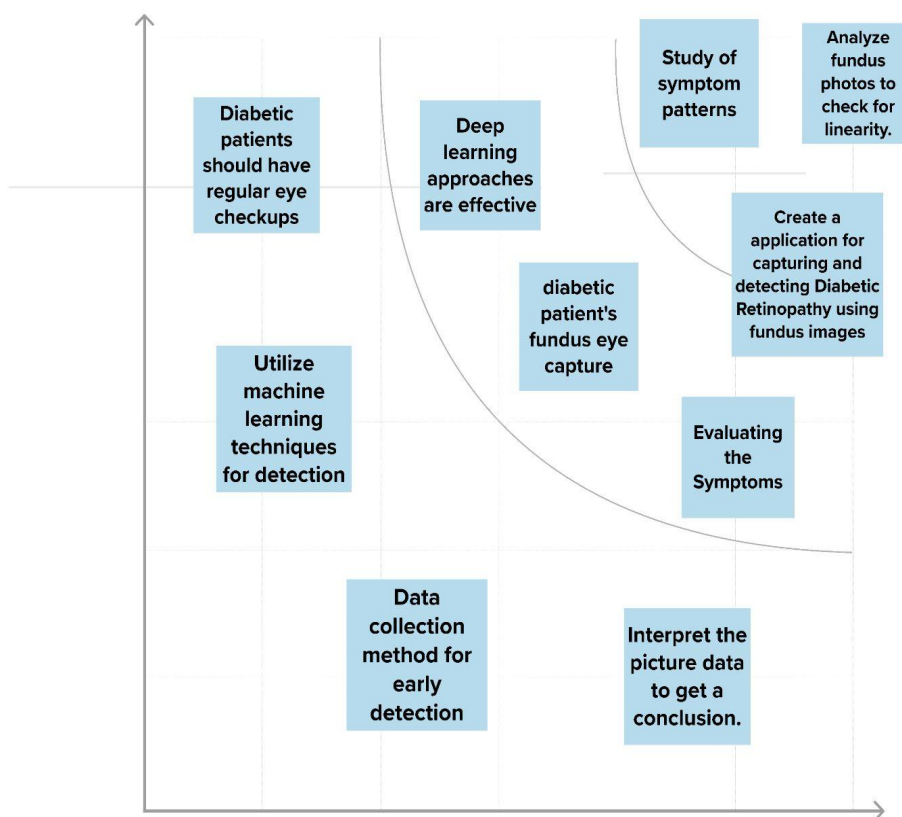 Study of
symptom
patterns
Analyze
fundus
photos to
check for
linearity.
Diabetic
patients
should have
regular eye
checkups
Deep
learning
approaches
are effective
Create a
application for
capturing and
detecting Diabetic
Retinopathy using
fundus images
diabetic
patient's
fundus eye
capture
Utilize
machine
learning
techniques
for detection
Evaluating
the
Symptoms
Data
collection
method for
early
detection
Interpret the
picture data
to get a
conclusion.